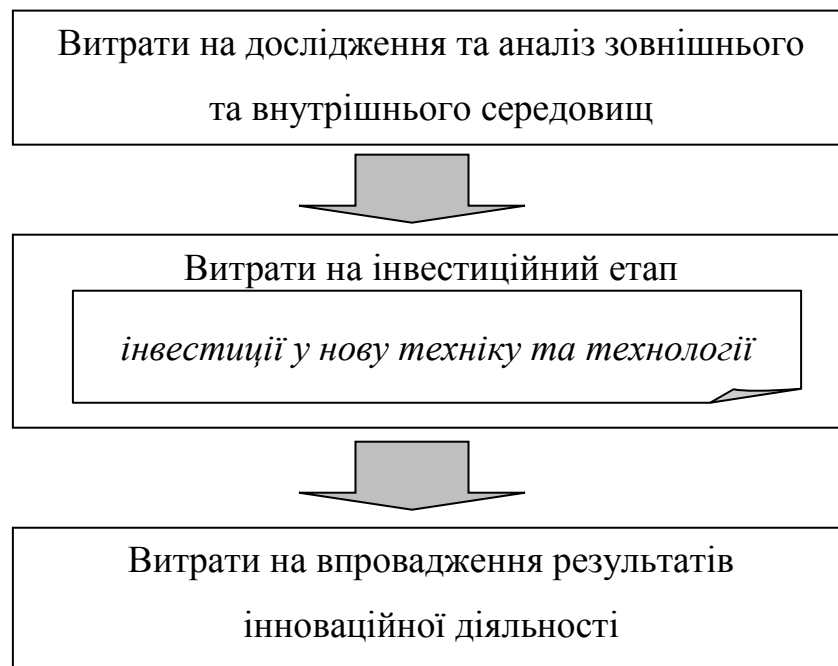 Витрати на дослідження та аналіз зовнішнього
та внутрішнього середовищ
Витрати на інвестиційний етап
інвестиції у нову техніку та технології
Витрати на впровадження результатів
інноваційної діяльності